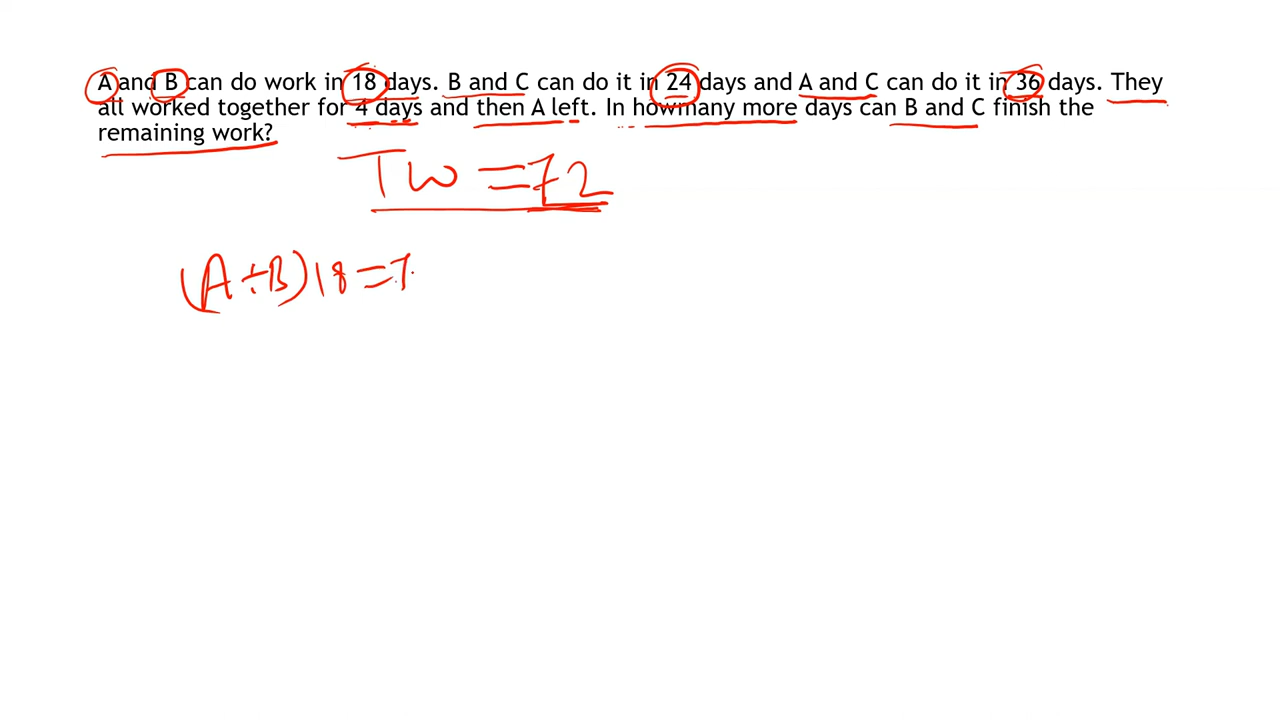 A and B can do work in 18 days. B and C can do it in 24 days and A and C can do it in 36 days. They
all worked together for 4 days and then A left. In howmany more days can B and C finish the
remaining work?
TW = 72
(A+B)18=7